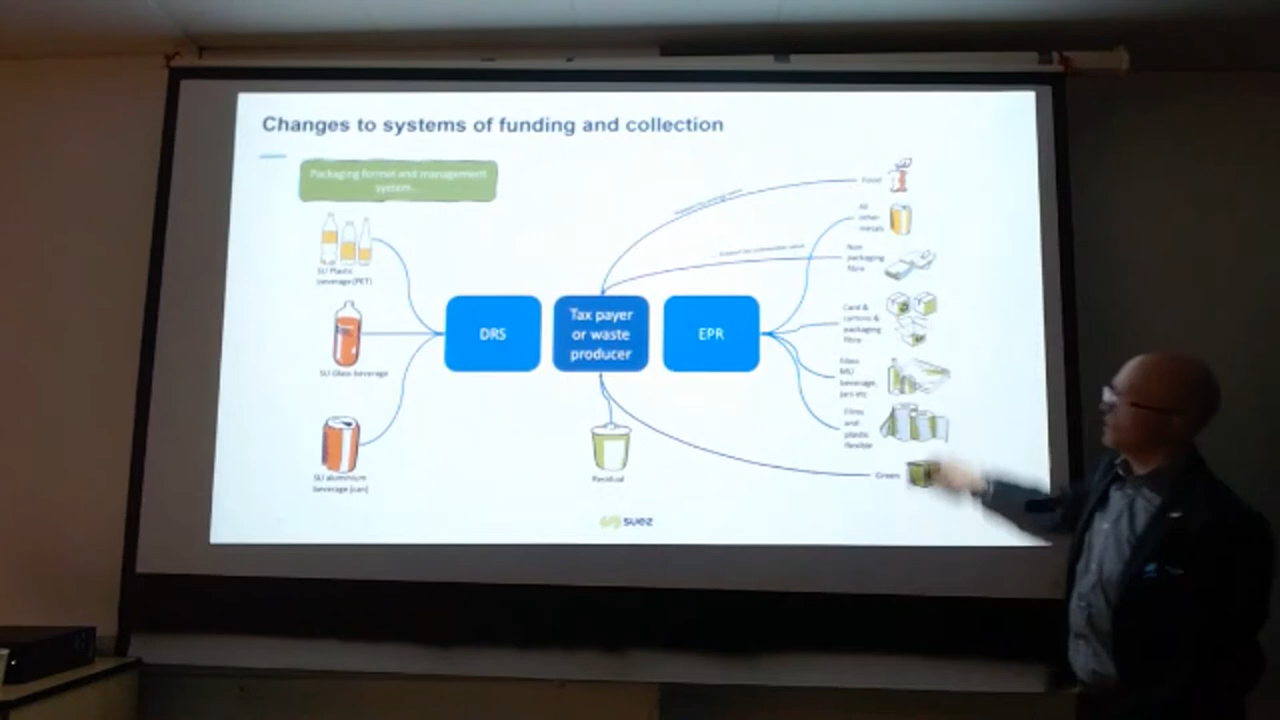 Changes to systems of funding and collection
Packaging format and management
system...
SU Plastic
beverage (PET)
SU Glass beverage
SU aluminium
beverage [can]
DRS
Tax payer
or waste
producer
EPR
Residual
Food
All
other
metals
Non
packaging
fibre
Card &
cartons &
packaging
fibre
beverage,
jars etc
Films
and
plastic
flexible
Green
suez